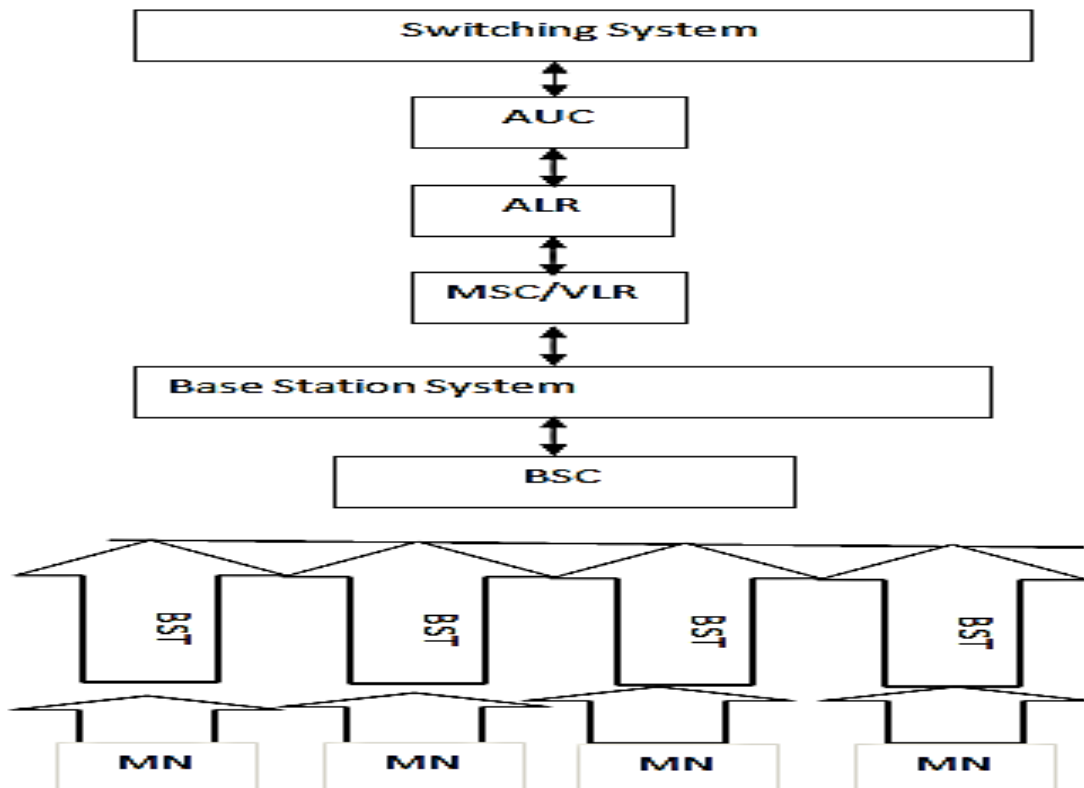 Switching System
AUC
ALR
MSC/VLR
Base Station System
BSC
BST BST BST BST
MN MN MN MN